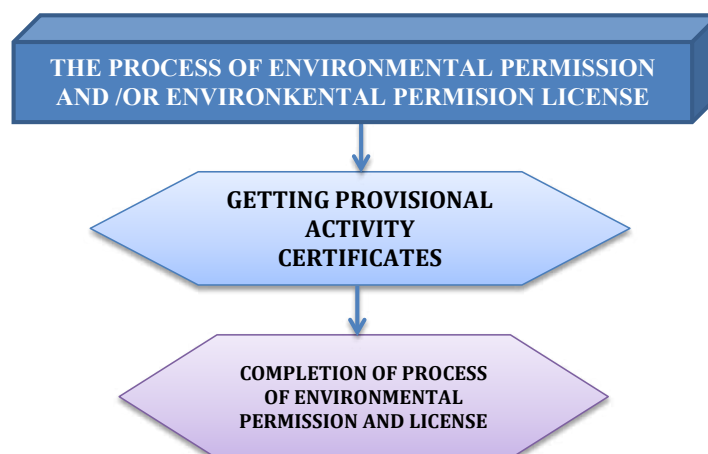 THE PROCESS OF ENVIRONMENTAL PERMISSION
AND /OR ENVIRONKENTAL PERMISION LICENSE
GETTING PROVISIONAL
ACTIVITY
CERTIFICATES
COMPLETION OF PROCESS
OF ENVIRONMENTAL
PERMISSION AND LICENSE